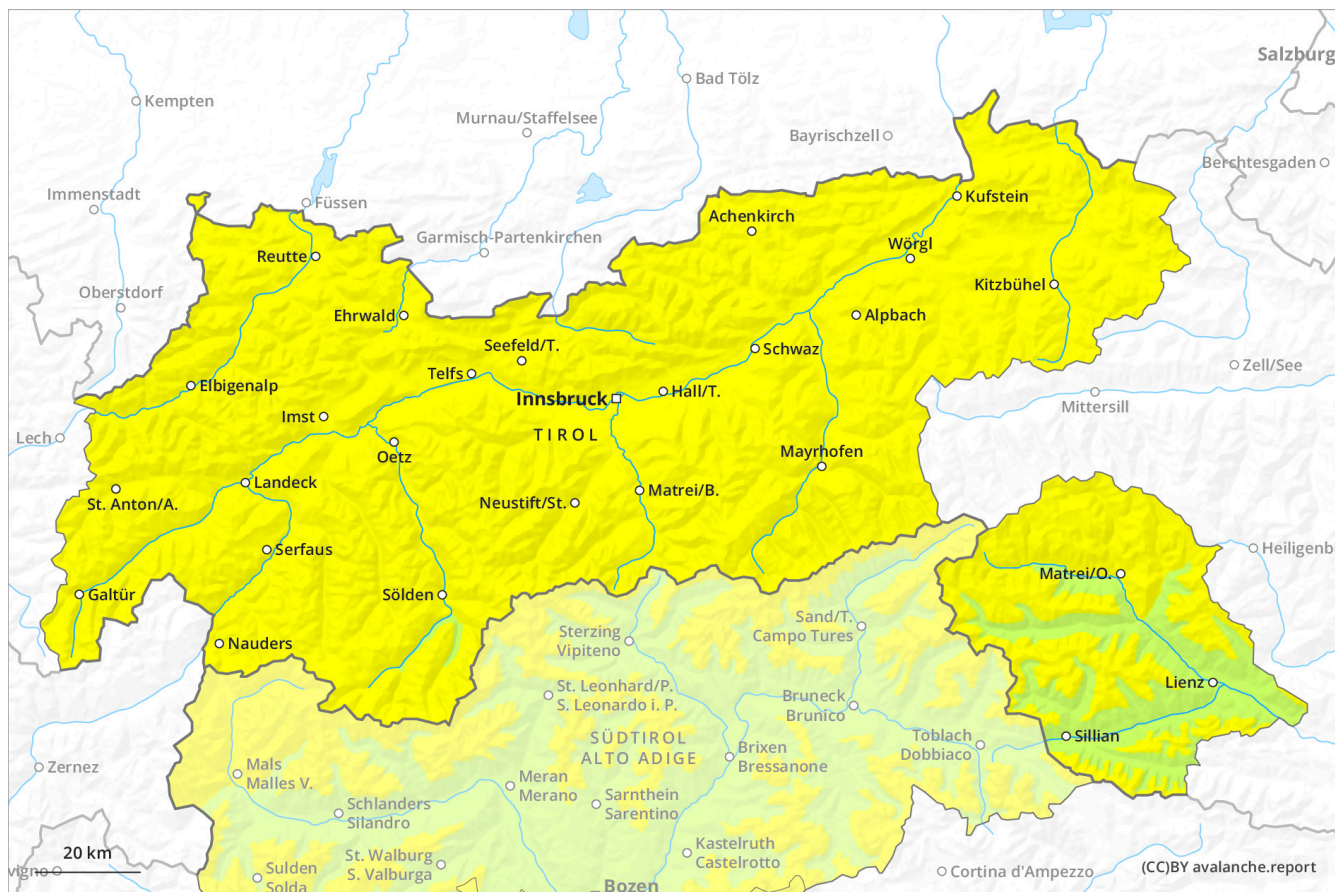 Salzburg
Bad Tölz
Kempten
Murnau/Staffelsee
Bayrischzell
Berchtesgaden
Immenstadt
Füssen
Kufstein
Achenkirch
Garmisch-Partenkirchen
Wörgl
Reutte
Kitzbühel
Oberstdorf
Ehrwald
Alpbach
Seefeld/T.
Schwaz
Zell/See
Telfs
Elbigenalp
Hall/T.
Innsbruck
Mittersill
Imst
TIROL
Lech
Oetz
Mayrhofen
Landeck
Matrei/B.
St. Anton/A.
Neustift/St.
Serfaus
Heiligenb
Matrei/O.
Galtür
Sölden
Sand/T.
Campo Tures
Sterzing
Vipiteno
Nauders
Lienz
St. Leonhard/P.
S. Leonardo i. P.
Bruneck
Brunico
SÜDTIROL
ALTO ADIGE
Toblach
Dobbiaco
Sillian
Brixen
Bressanone
Zernez
Mals
Malles V.
Meran
Merano
Sarnthein
Sarentino
Schlanders
Silandro
Kastelruth
Castelrotto
20 km
St. Walburg
S. Valburga
vigno
Sulden
Solda
Cortina d'Ampezzo
(CC)BY avalanche.report
Bozen